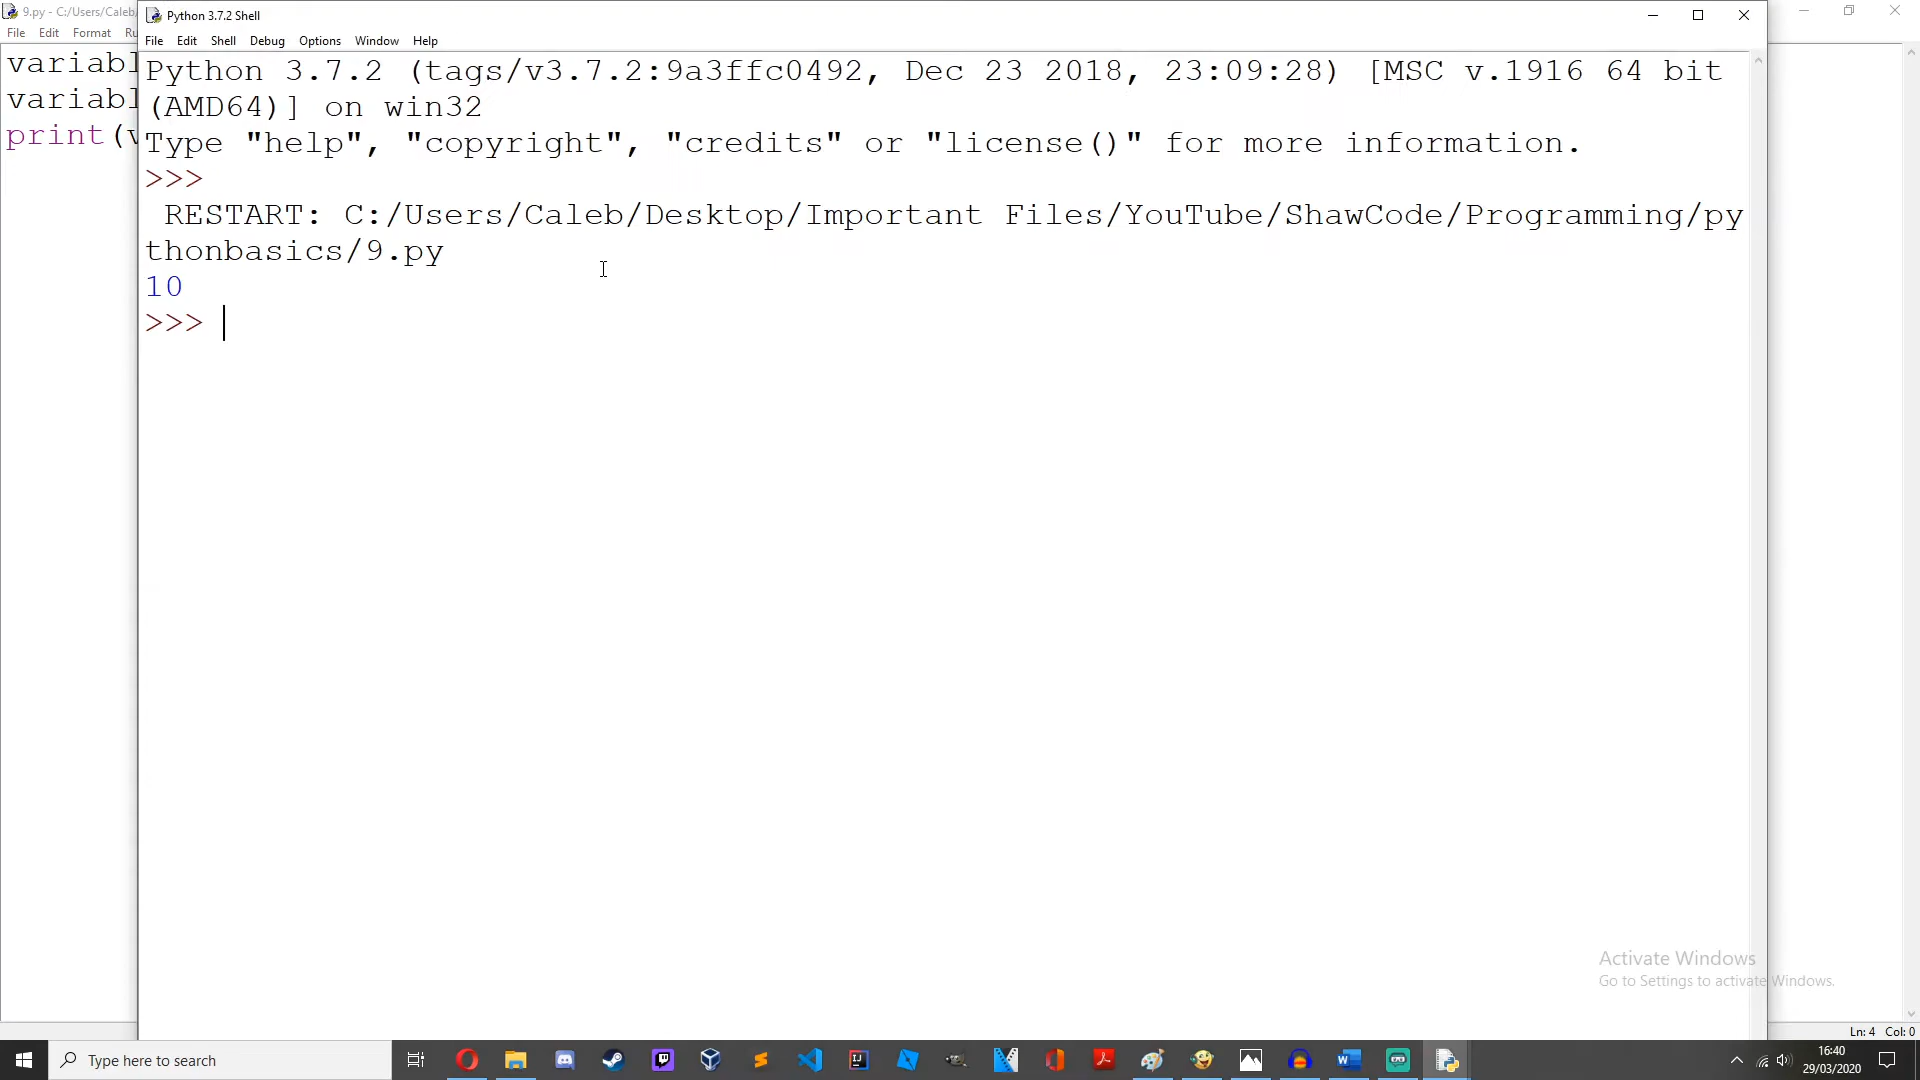 9.py - C:/Users/Caleb/
File Edit Format Ru
variabl
variabl
print(v
Python 3.7.2 Shell
File Edit Shell Debug Options Window Help
Python 3.7.2 (tags/v3.7.2:9a3ffc0492, Dec 23 2018, 23:09:28) [MSC v.1916 64 bit
(AMD64)] on win32
Type "help", "copyright", "credits" or "license()" for more information.
>>>
RESTART: C:/Users/Caleb/Desktop/Important Files/YouTube/ShawCode/Programming/py
thonbasics/9.py
10
>>>
Activate Windows
Go to Settings to activate Windows.
Ln: 4 Col: 0
Type here to search
16:40
29/03/2020